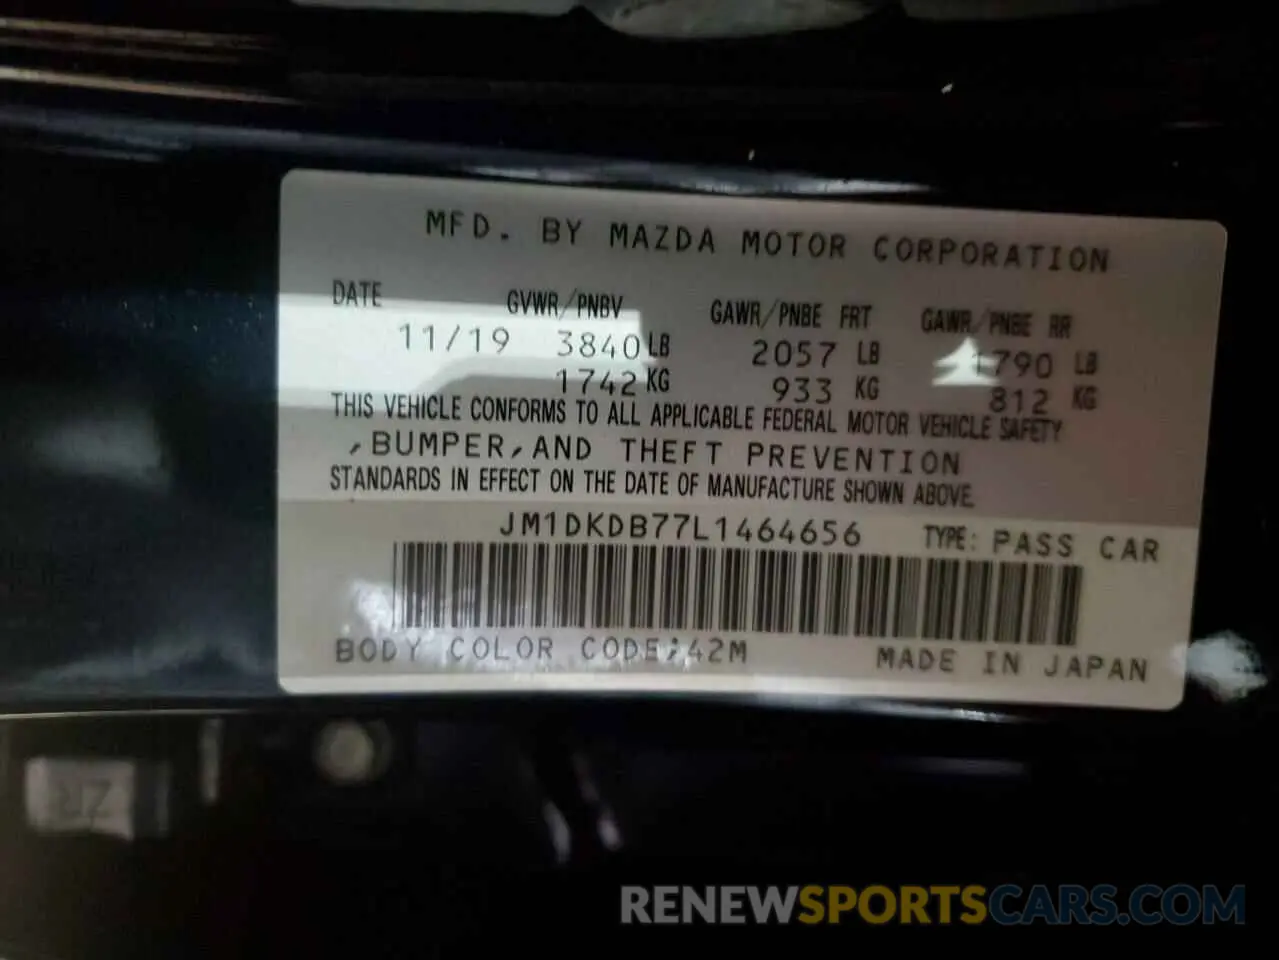 MFD. BY MAZDA MOTOR CORPORATION
DATE GVWR/PNBV GAWR/PNBE FRT GAWR/PNBE RR
11/19 3840 LB 2057 LB 1790 LB
1742 KG 933 KG 812 KG
THIS VEHICLE CONFORMS TO ALL APPLICABLE FEDERAL MOTOR VEHICLE SAFETY
,BUMPER,AND THEFT PREVENTION
STANDARDS IN EFFECT ON THE DATE OF MANUFACTURE SHOWN ABOVE.
JM1DKDB77L1464656 TYPE: PASS CAR
BODY COLOR CODE:42M MADE IN JAPAN
RENEWSPORTSCARS.COM